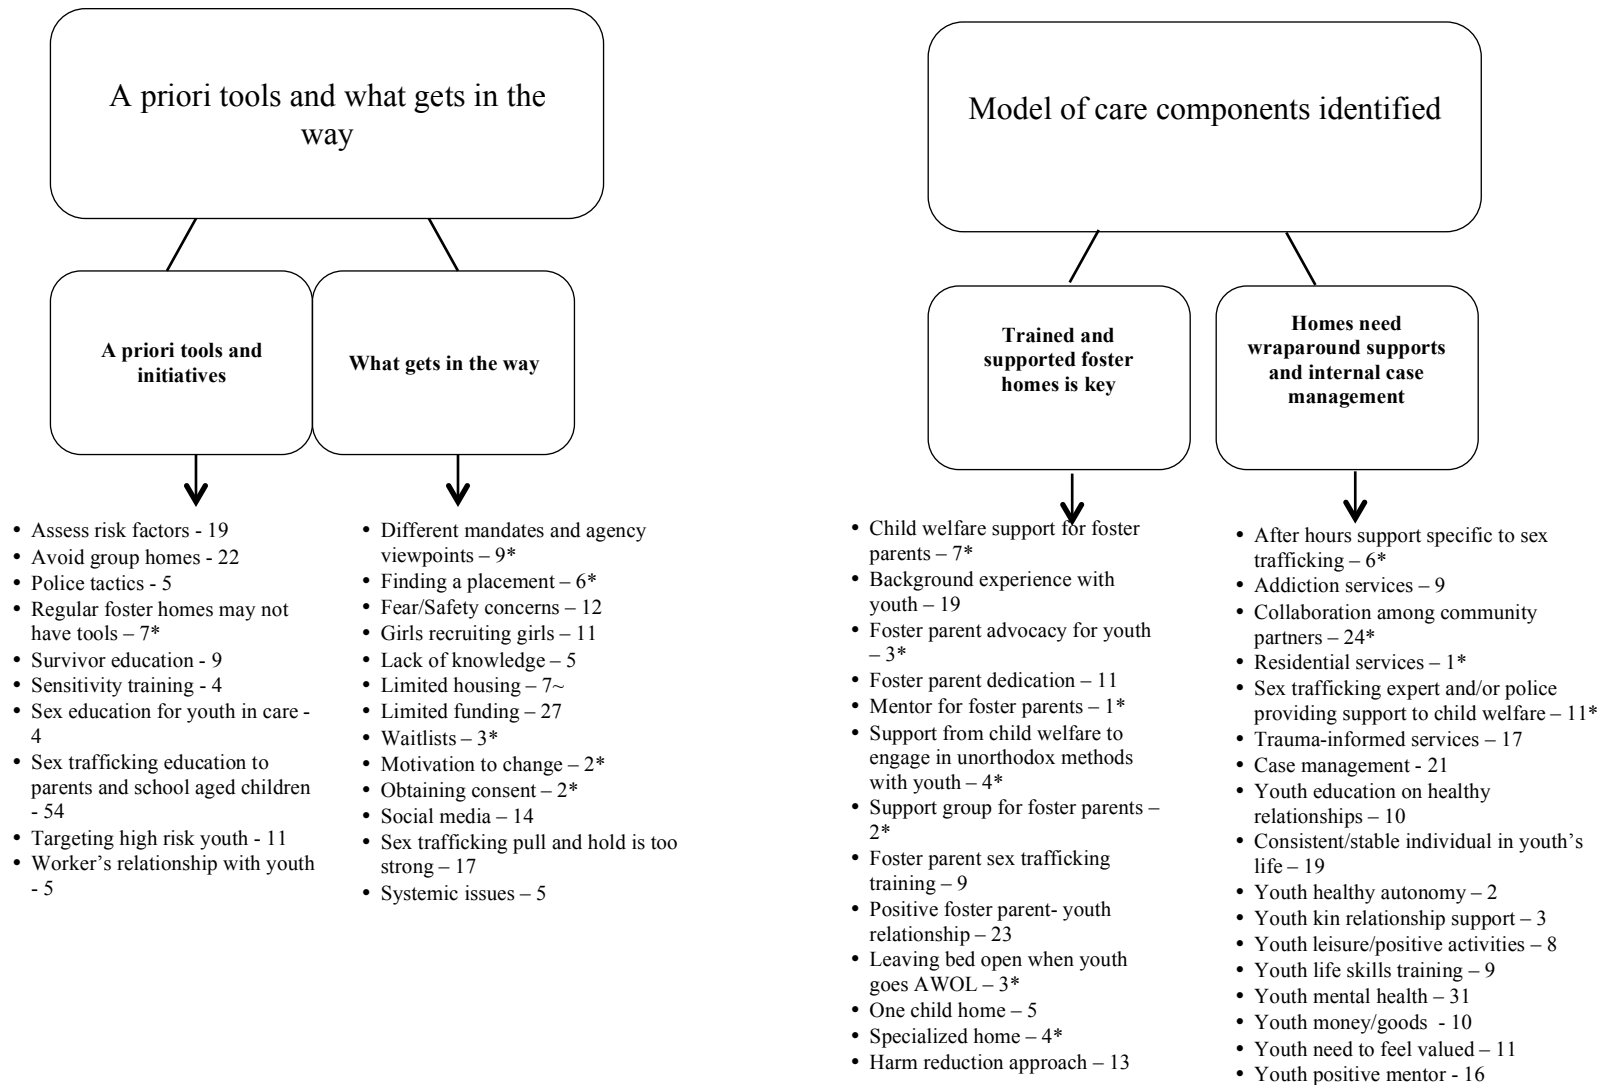 A priori tools and what gets in the
way
A priori tools and
initiatives
• Assess risk factors - 19
• Avoid group homes - 22
• Police tactics - 5
• Regular foster homes may not
have tools – 7*
• Survivor education - 9
• Sensitivity training - 4
• Sex education for youth in care -
4
• Sex trafficking education to
parents and school aged children
- 54
• Targeting high risk youth - 11
• Worker’s relationship with youth
- 5
What gets in the way
• Different mandates and agency
viewpoints – 9*
• Finding a placement – 6*
• Fear/Safety concerns – 12
• Girls recruiting girls – 11
• Lack of knowledge – 5
• Limited housing – 7~
• Limited funding – 27
• Waitlists – 3*
• Motivation to change – 2*
• Obtaining consent – 2*
• Social media – 14
• Sex trafficking pull and hold is too
strong – 17
• Systemic issues – 5
Model of care components identified
Trained and
supported foster
homes is key
• Child welfare support for foster
parents – 7*
• Background experience with
youth – 19
• Foster parent advocacy for youth
– 3*
• Foster parent dedication – 11
• Mentor for foster parents – 1*
• Support from child welfare to
engage in unorthodox methods
with youth – 4*
• Support group for foster parents –
2*
• Foster parent sex trafficking
training – 9
• Positive foster parent- youth
relationship – 23
• Leaving bed open when youth
goes AWOL – 3*
• One child home – 5
• Specialized home – 4*
• Harm reduction approach – 13
Homes need
wraparound supports
and internal case
management
• After hours support specific to sex
trafficking – 6*
• Addiction services – 9
• Collaboration among community
partners – 24*
• Residential services – 1*
• Sex trafficking expert and/or police
providing support to child welfare – 11*
• Trauma-informed services – 17
• Case management - 21
• Youth education on healthy
relationships – 10
• Consistent/stable individual in youth’s
life – 19
• Youth healthy autonomy – 2
• Youth kin relationship support – 3
• Youth leisure/positive activities – 8
• Youth life skills training – 9
• Youth mental health – 31
• Youth money/goods - 10
• Youth need to feel valued – 11
• Youth positive mentor - 16